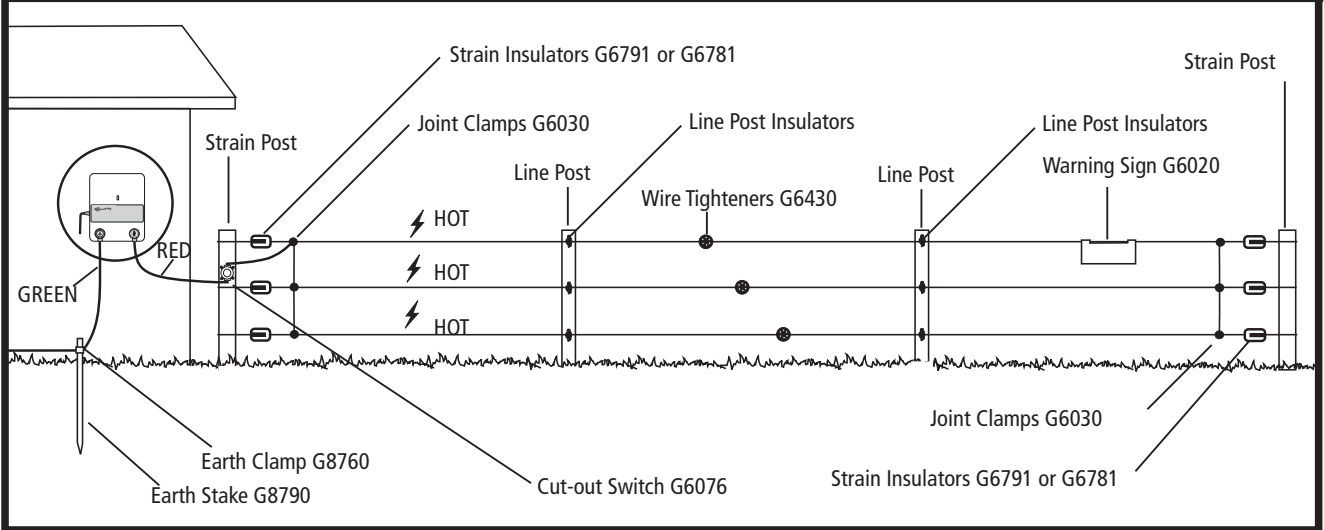 Strain Insulators G6791 or G6781
Strain Post
Joint Clamps G6030
Line Post Insulators
Line Post Insulators
Strain Post
Warning Sign G6020
Line Post
Line Post
Wire Tighteners G6430
HOT
RED
HOT
GREEN
HOT
Joint Clamps G6030
Earth Clamp G8760
Strain Insulators G6791 or G6781
Cut-out Switch G6076
Earth Stake G8790